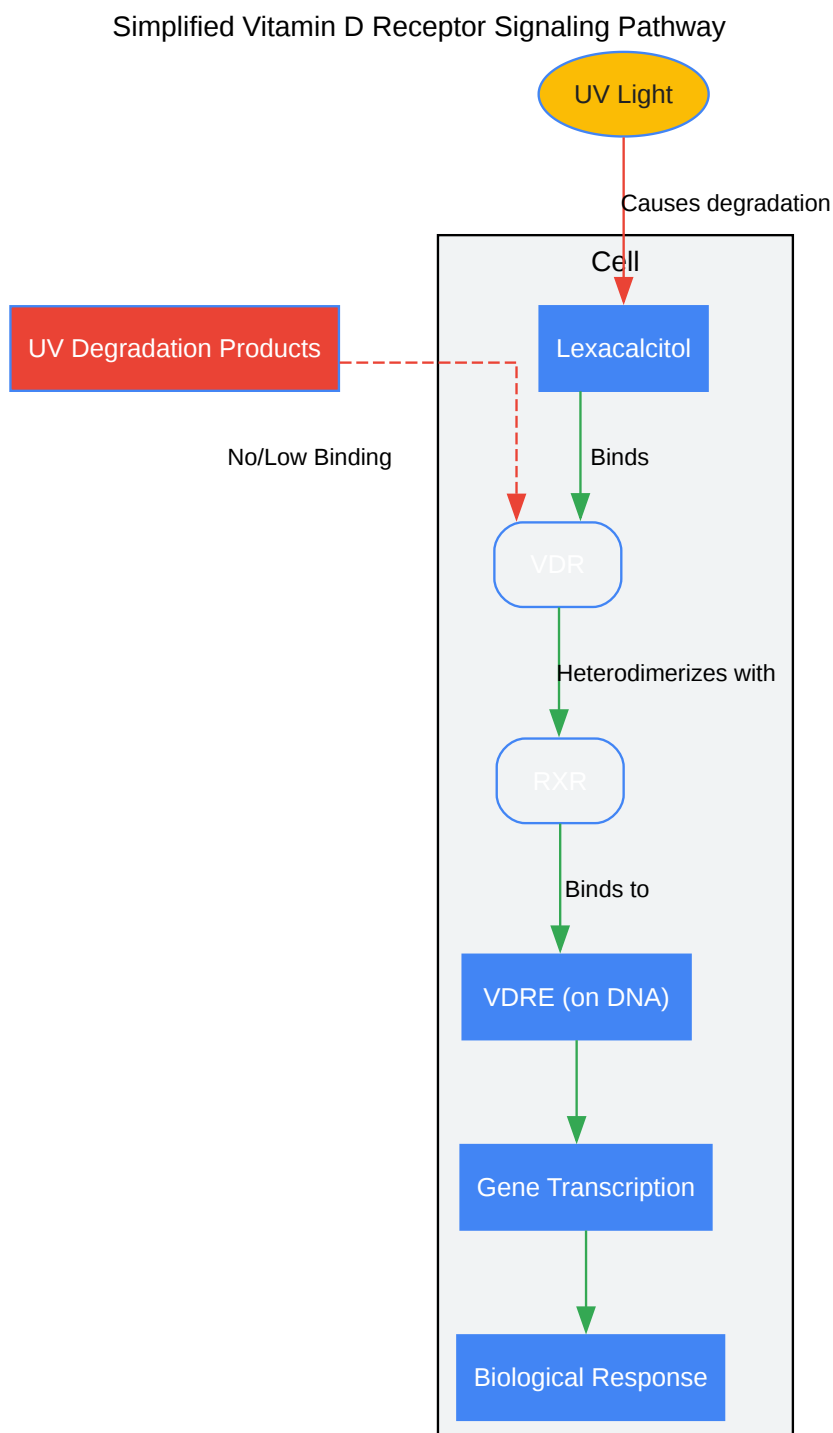 Simplified Vitamin D Receptor Signaling Pathway
UV Light
Causes degradation
Cell
UV Degradation Products
Lexacalcitol
No/Low Binding
Binds
VDR
Heterodimerizes with
RXR
Binds to
VDRE (on DNA)
Gene Transcription
Biological Response